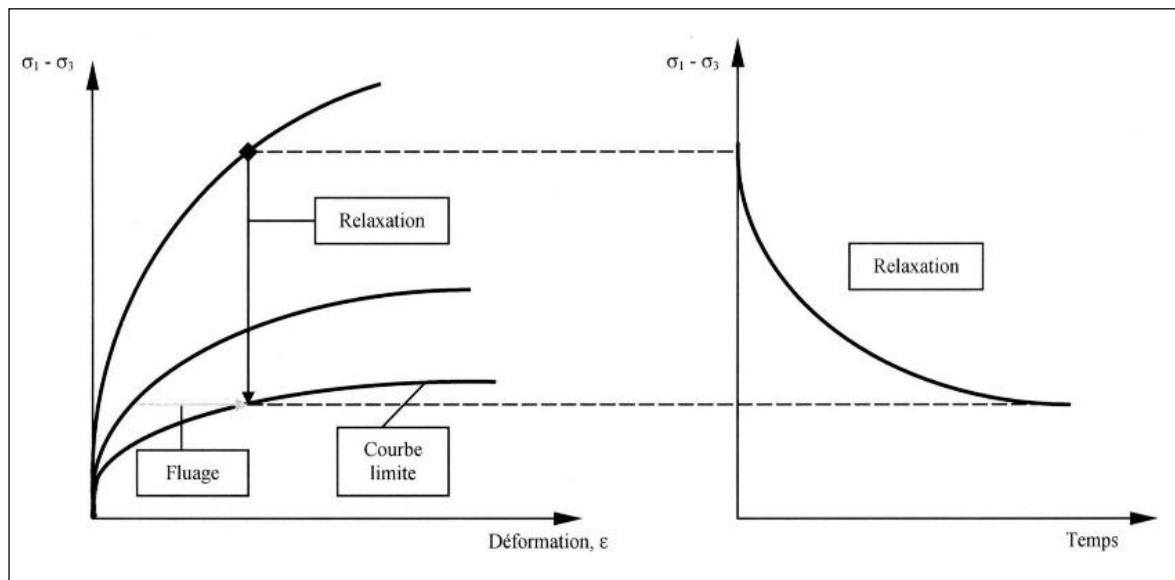 σ₁ - σ₃
Relaxation
Fluage
Courbe
limite
Déformation, ε
σ₁ - σ₃
Relaxation
Temps